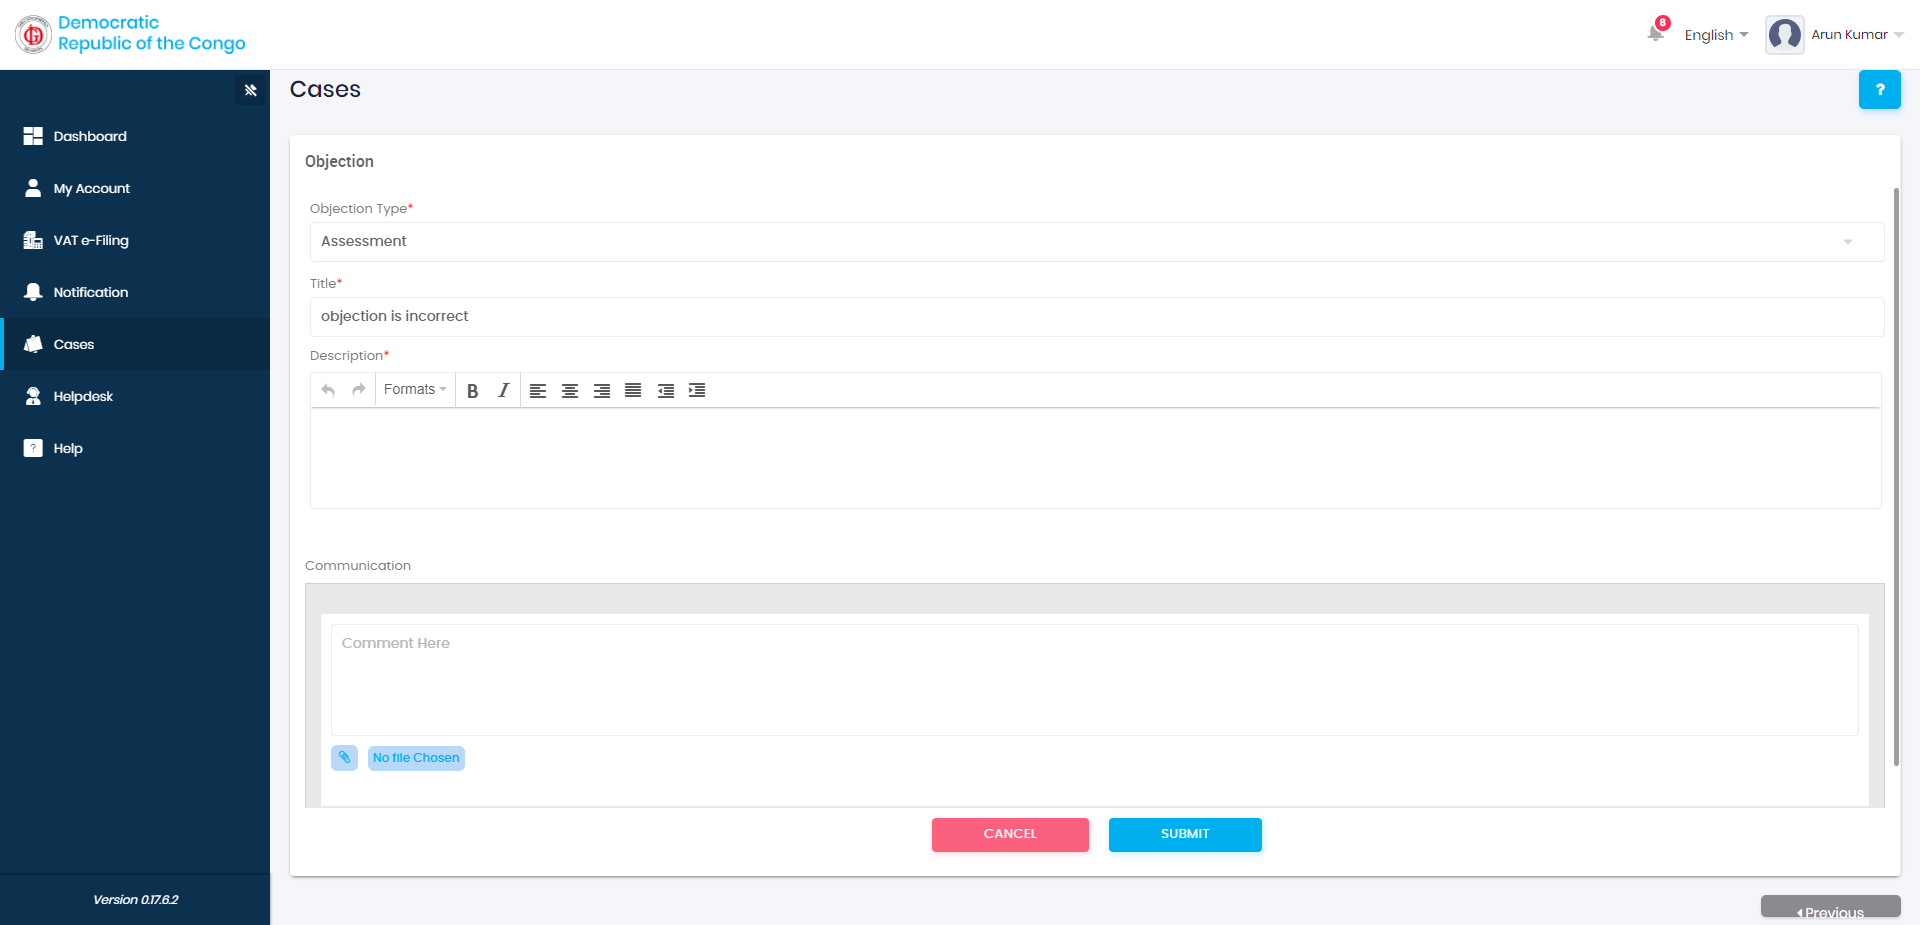 Democratic
Republic of the Congo
8
English
Arun Kumar
Cases
?
Dashboard
My Account
VAT e-Filing
Notification
Cases
Helpdesk
? Help
Version 0.17.6.2
Objection
Objection Type*
Assessment
Title*
objection is incorrect
Description*
Formats B I
Communication
Comment Here
No file Chosen
CANCEL SUBMIT
Previous